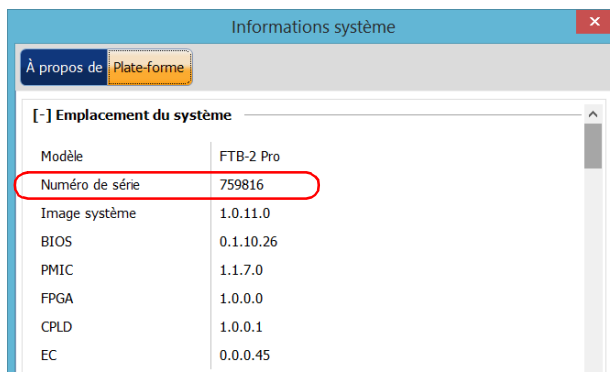 Informations système
À propos de Plate-forme
[-] Emplacement du système
Modèle FTB-2 Pro
Numéro de série 759816
Image système 1.0.11.0
BIOS 0.1.10.26
PMIC 1.1.7.0
FPGA 1.0.0.0
CPLD 1.0.0.1
EC 0.0.0.45